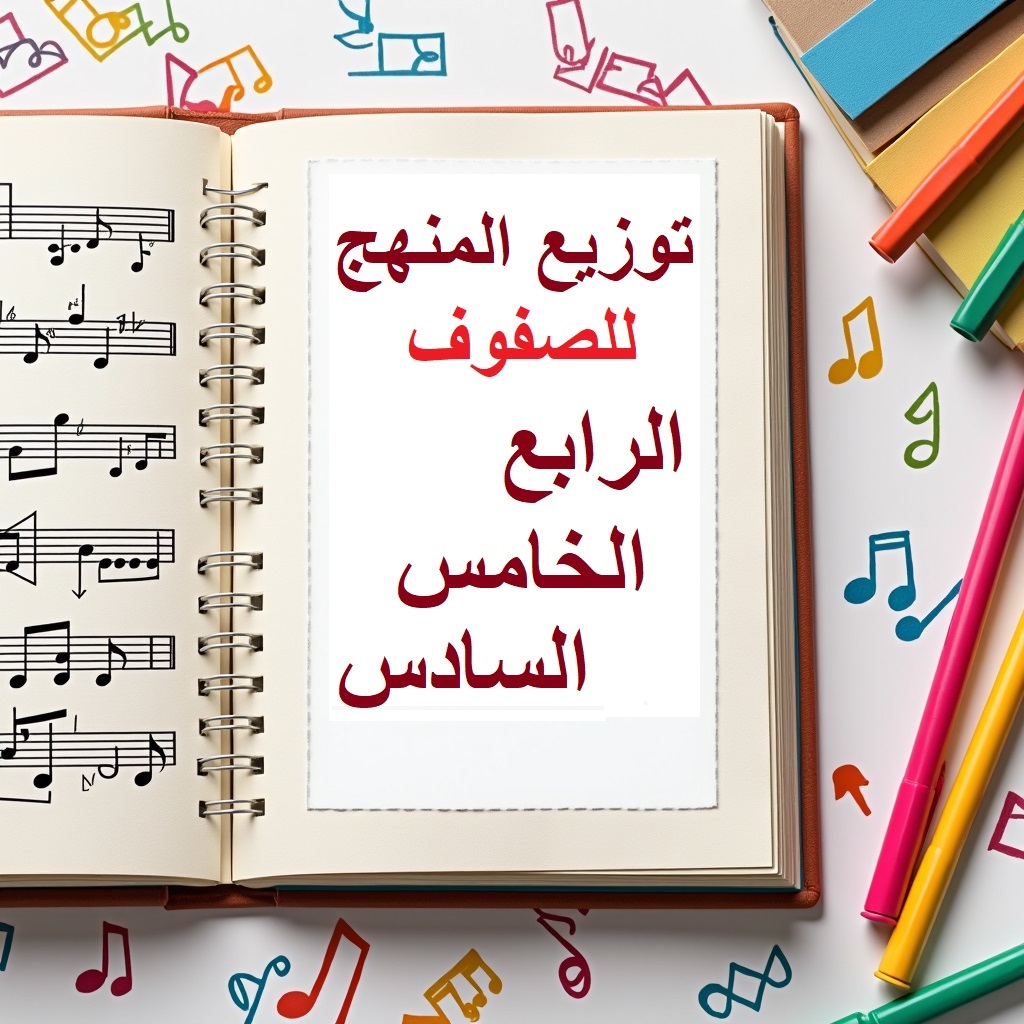 توزيع المنهج
للصفوف
الرابع
الخامس
السادس